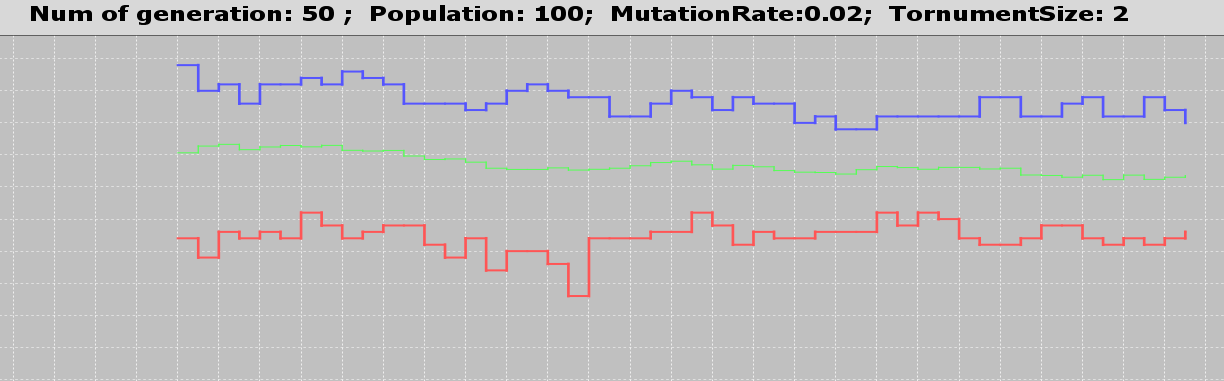 Num of generation: 50 ; Population: 100; MutationRate:0.02; TornumentSize: 2